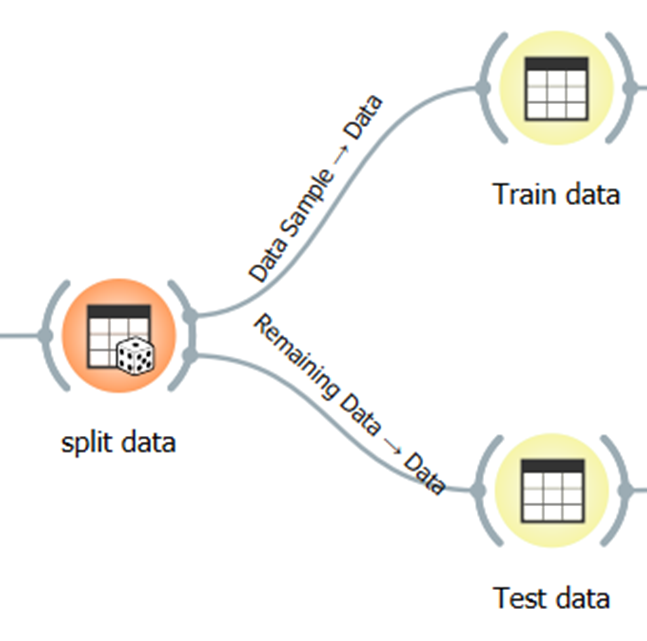 Data Sample → Data
Train data
split data
Remaining Data → Data
Test data